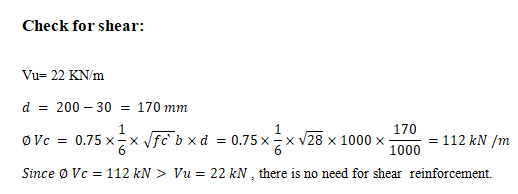 Check for shear:
Vu= 22 KN/m
d = 200 – 30 = 170 mm
∅ Vc = 0.75 × 1/6 × √fc` b x d = 0.75 × 1/6 × √28 × 1000 × 170/1000 = 112 kN /m
Since ∅ Vc = 112 kN > Vu = 22 kN , there is no need for shear reinforcement.